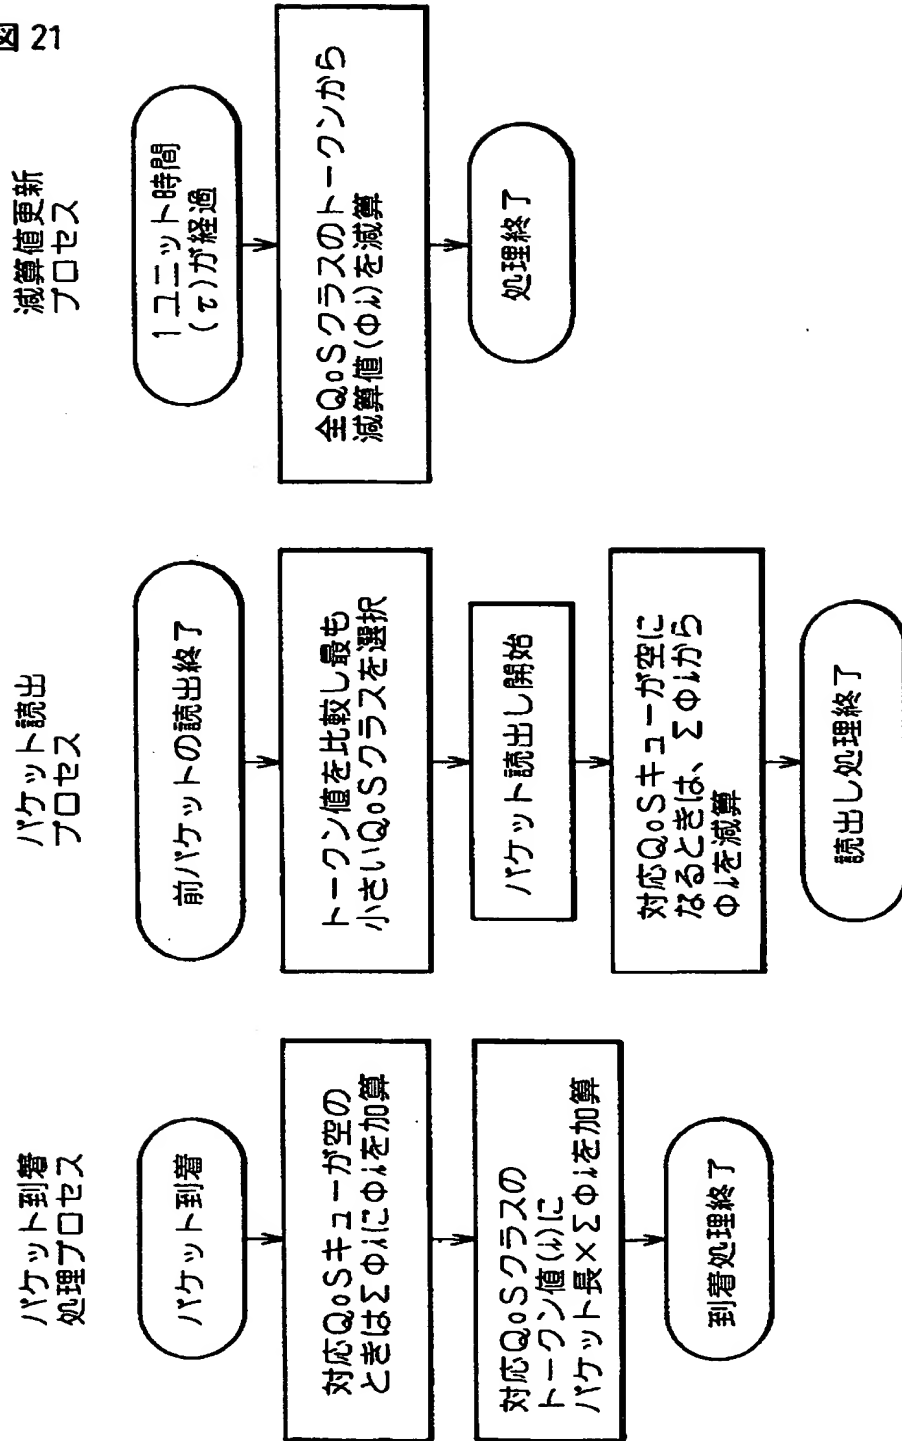 図 21
パケット到着
処理プロセス
パケット到着
対応QoSキューが空の
ときはΣΦiにΦiを加算
対応QoSクラスの
トークン値(i)に
パケット長×ΣΦiを加算
到着処理終了
パケット読出
プロセス
前パケットの読出終了
トークン値を比較し最も
小さいQoSクラスを選択
パケット読出し開始
対応QoSキューが空に
なるときは、ΣΦiから
Φiを減算
読出し処理終了
減算値更新
プロセス
1ユニット時間
(τ)が経過
全QoSクラスのトークンから
減算値(Φi)を減算
処理終了